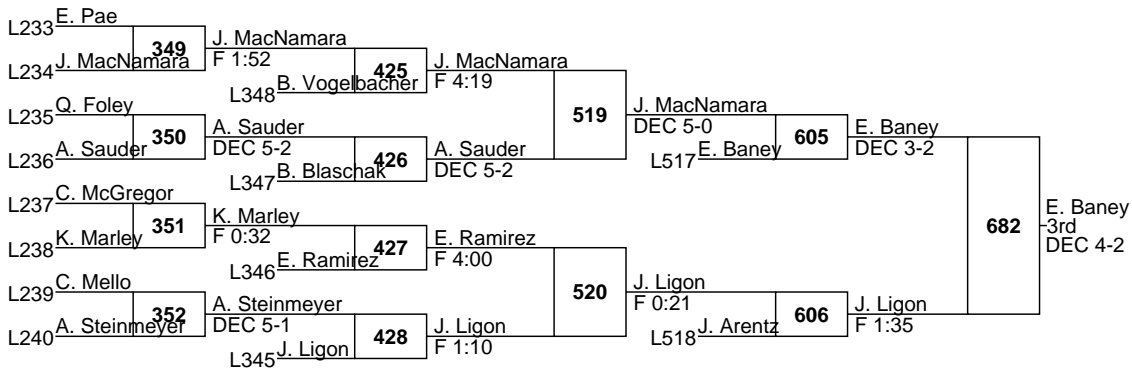 L233 E. Pae
349
J. MacNamara
F 1:52
L234 J. MacNamara
425
J. MacNamara
F 4:19
L348 B. Vogelbacher
L235 Q. Foley
519
J. MacNamara
DEC 5-0
350
A. Sauder
DEC 5-2
605
E. Baney
DEC 3-2
L236 A. Sauder
426
A. Sauder
DEC 5-2
L517 E. Baney
L347 B. Blaschak
L237 C. McGregor
351
K. Marley
F 0:32
682
E. Baney
3rd
DEC 4-2
L238 K. Marley
427
E. Ramirez
F 4:00
L346 E. Ramirez
L239 C. Mello
520
J. Ligon
F 0:21
352
A. Steinmeyer
DEC 5-1
606
J. Ligon
F 1:35
L240 A. Steinmeyer
428
J. Ligon
F 1:10
L518 J. Arentz
L345 J. Ligon